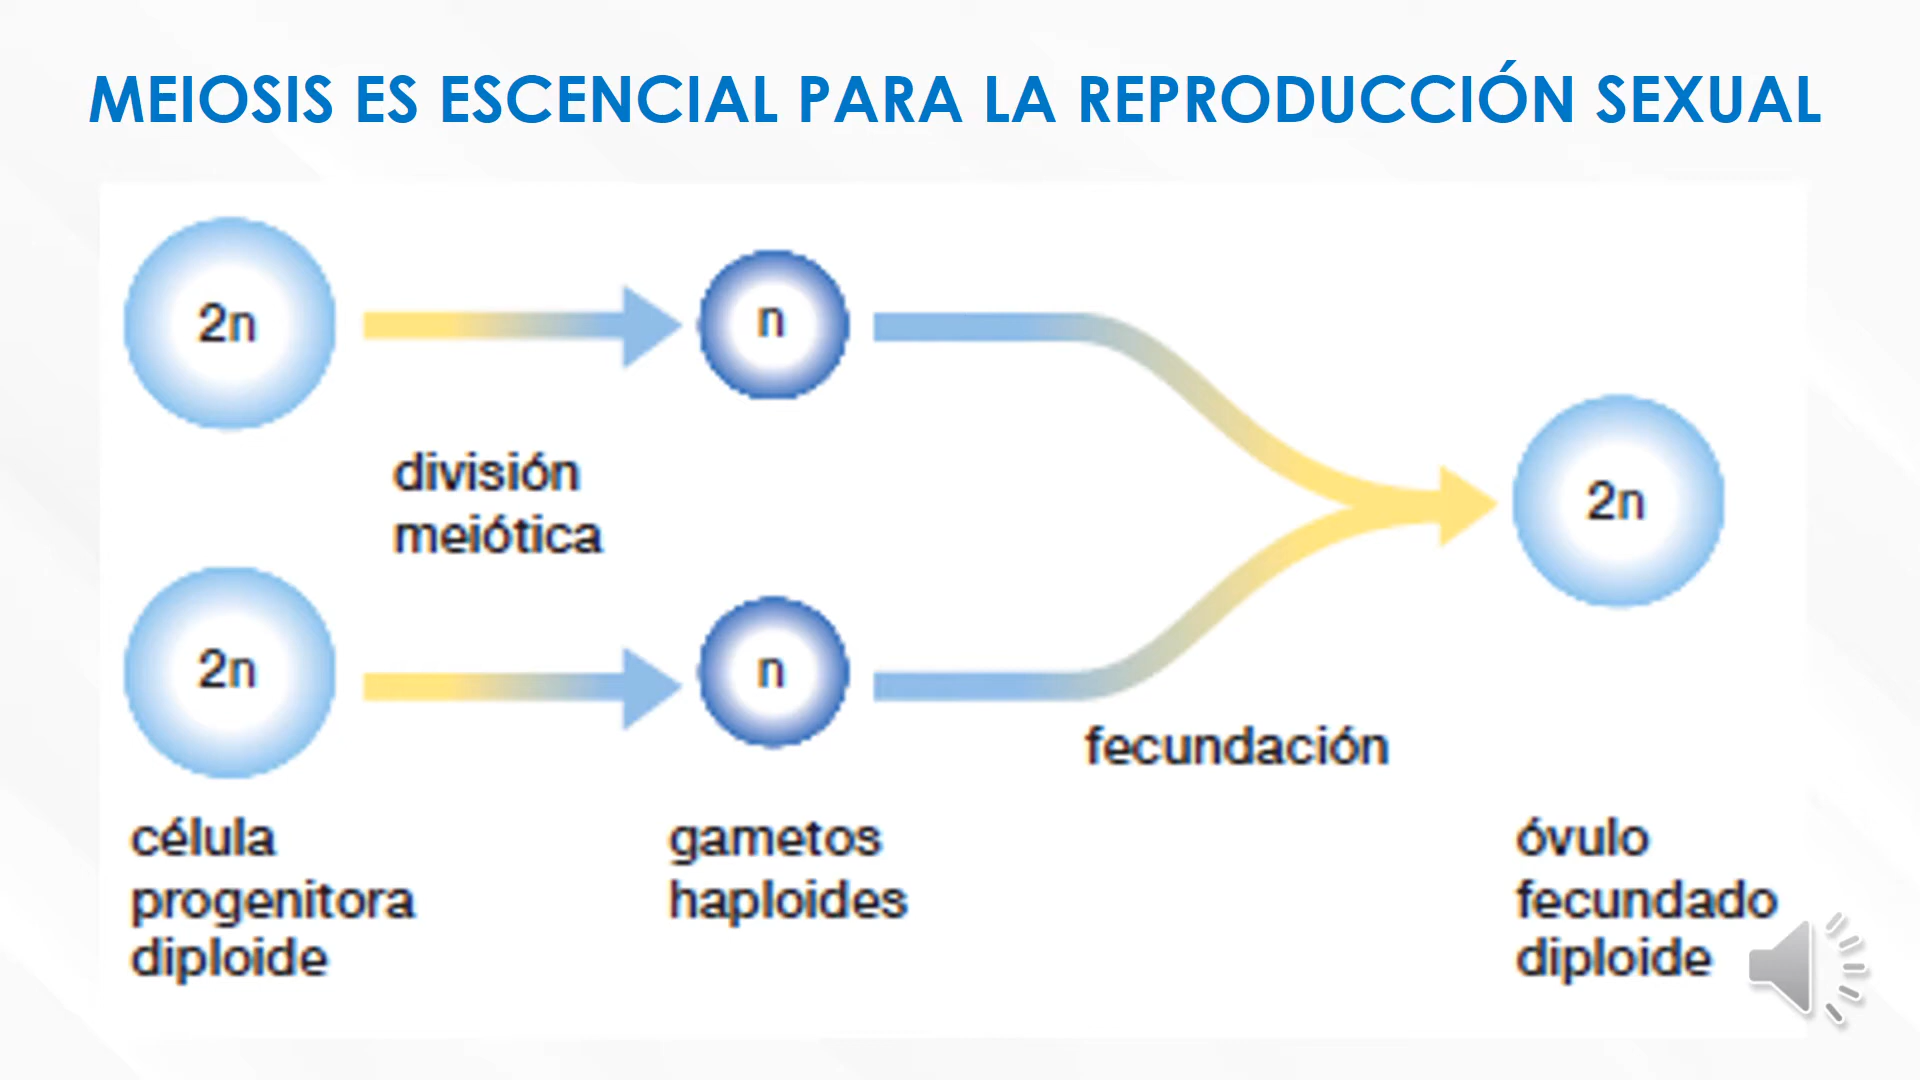 MEIOSIS ES ESCENCIAL PARA LA REPRODUCCIÓN SEXUAL
2n
n
división
meiótica
2n
2n
n
fecundación
célula
progenitora
diploide
gametos
haploides
óvulo
fecundado
diploide